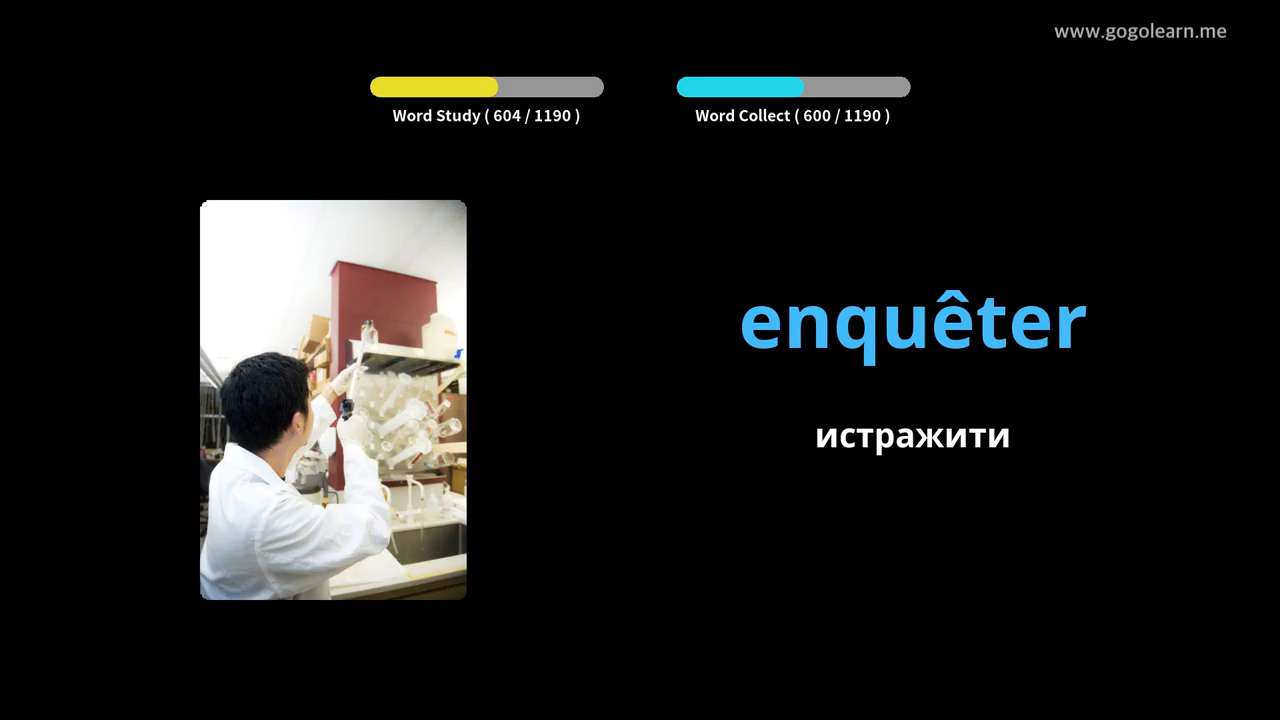 www.gogolearn.me
Word Study ( 604 / 1190 )
Word Collect ( 600 / 1190 )
enquêter
истражити